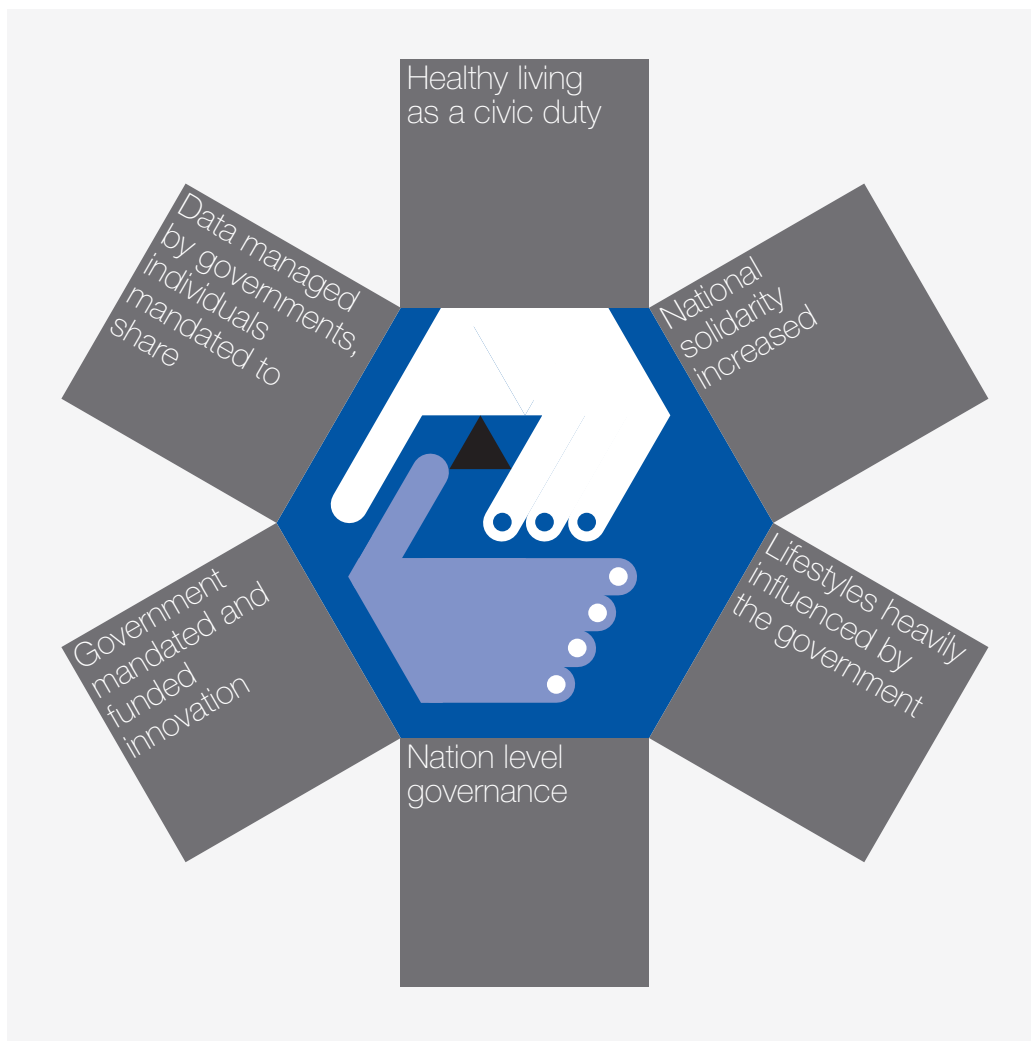 Healthy living
as a civic duty
National
solidarity
increased
Lifestyles heavily
influenced by
the government
Nation level
governance
Government
mandated and
funded
innovation
Data managed
by governments,
individuals
mandated to
share